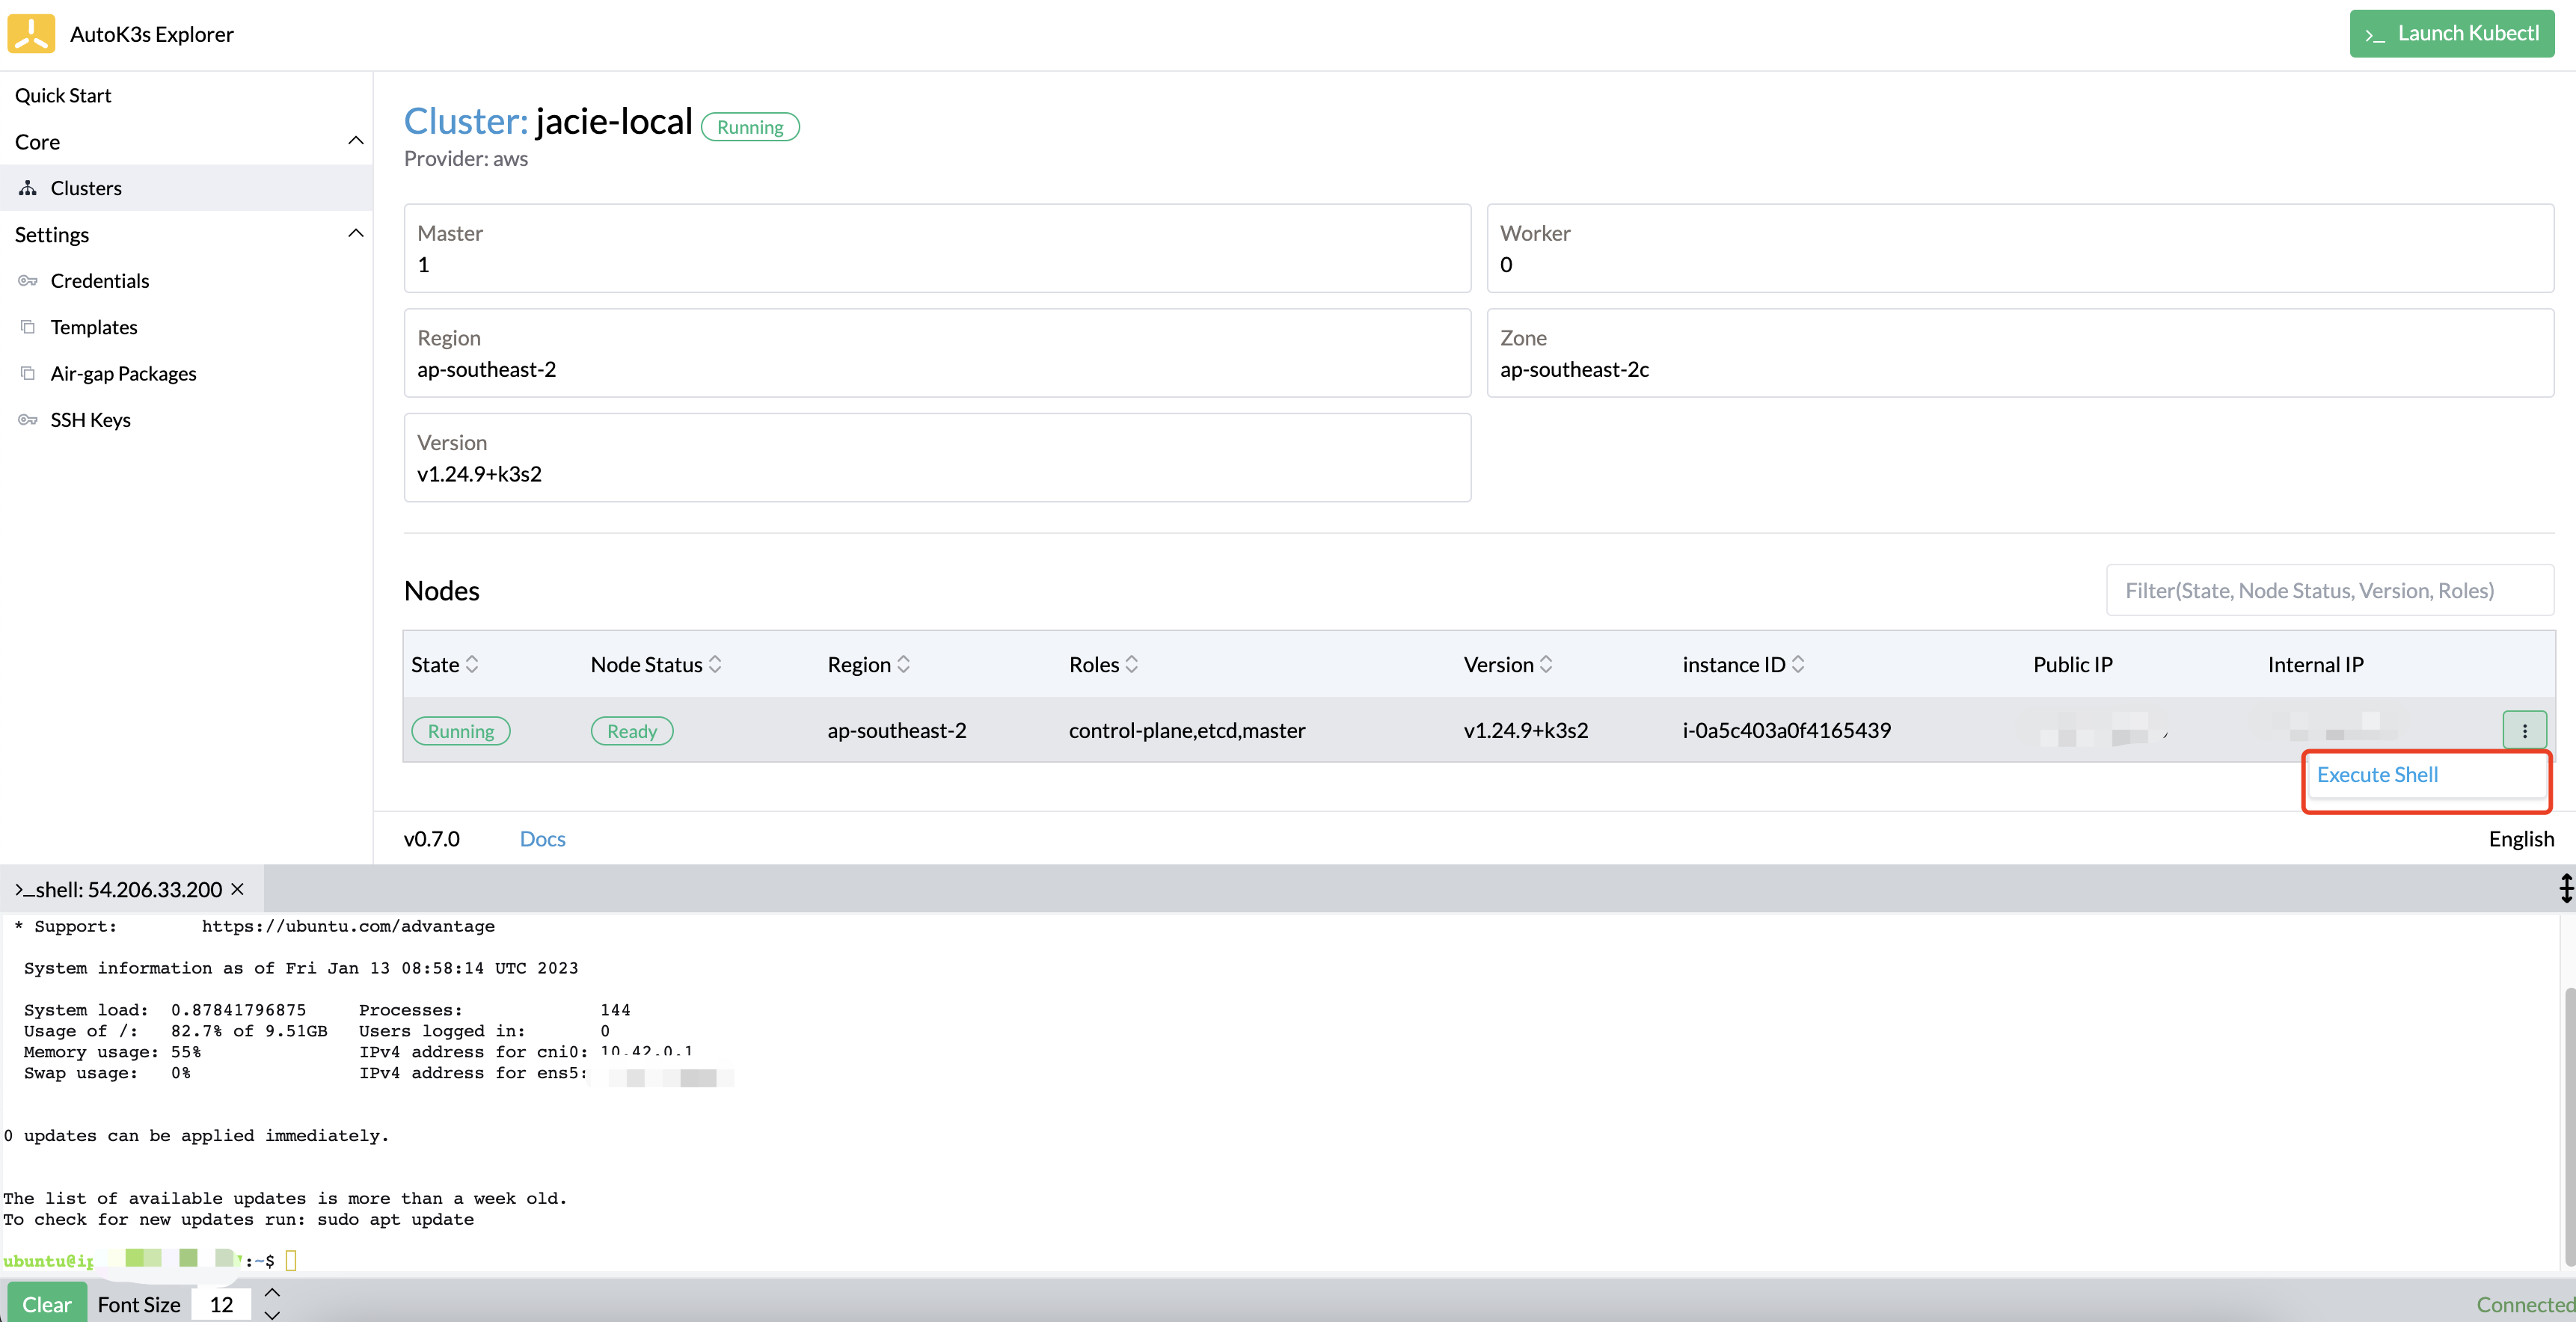 AutoK3s Explorer
>_ Launch Kubectl
Quick Start
Core
Clusters
Settings
Credentials
Templates
Air-gap Packages
SSH Keys
Cluster: jacie-local Running
Provider: aws
Master
1
Worker
0
Region
ap-southeast-2
Zone
ap-southeast-2c
Version
v1.24.9+k3s2
Nodes
Filter(State, Node Status, Version, Roles)
State Node Status Region Roles Version instance ID Public IP Internal IP
Running Ready ap-southeast-2 control-plane,etcd,master v1.24.9+k3s2 i-0a5c403a0f4165439
Execute Shell
v0.7.0 Docs English
>_shell: 54.206.33.200 ×
* Support: https://ubuntu.com/advantage
System information as of Fri Jan 13 08:58:14 UTC 2023
System load: 0.87841796875 Processes: 144
Usage of /: 82.7% of 9.51GB Users logged in: 0
Memory usage: 55% IPv4 address for cni0: 10.42.0.1
Swap usage: 0% IPv4 address for ens5:
0 updates can be applied immediately.
The list of available updates is more than a week old.
To check for new updates run: sudo apt update
ubuntu@ip :~$
Clear Font Size 12 Connected